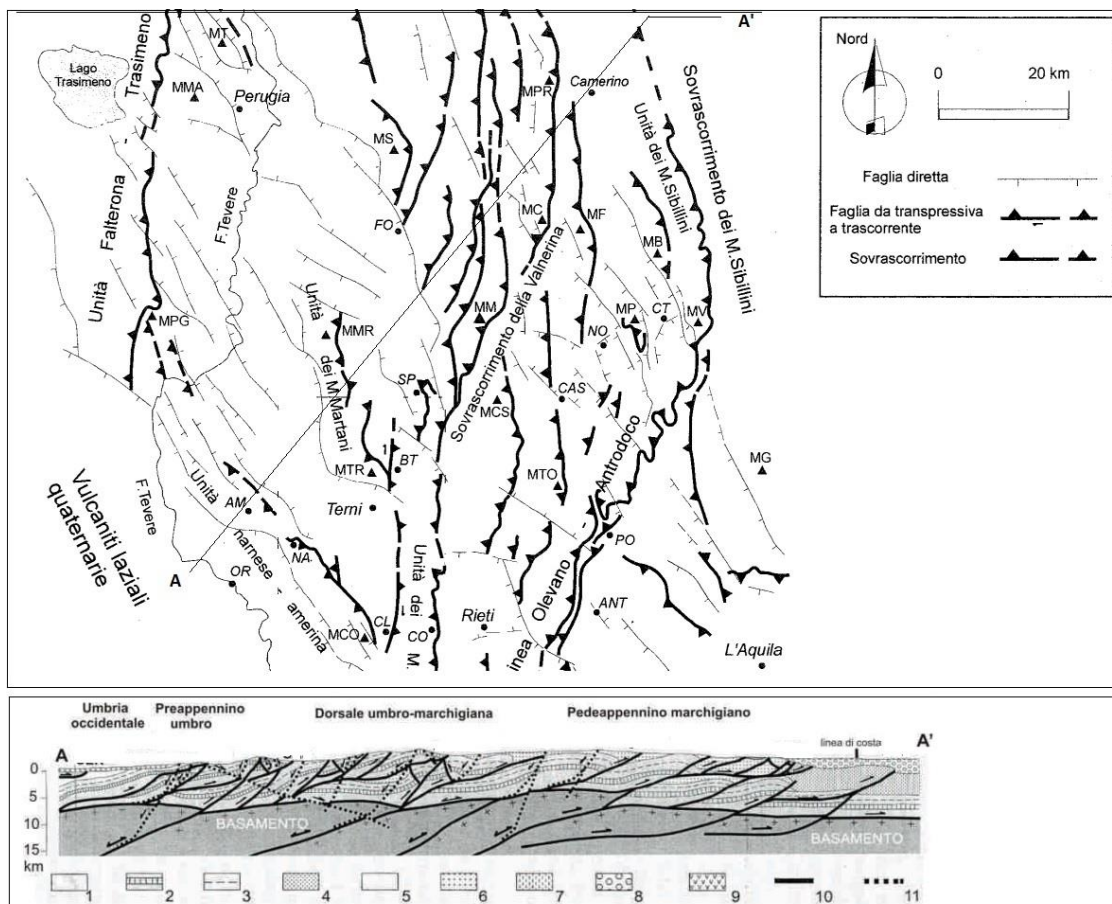 A'
MT
Lago
Trasimeno
Trasimeno
MMA
Perugia
MPR
Camerino
MS
Falterona
Unità
F.Tevere
FO
MC
MF
MB
Unità dei M.Sibillini
Sovrascorrimento dei M.Sibillini
MPG
Unità
dei M.Martani
MMR
MM
Sovrascorrimento della Valnerina
NO
MP
CT
MV
SP
CAS
MCS
MTR
BT
MTO
Antrodoco
MG
Vulcaniti laziali
quaternarie
F.Tevere
Unità
narnese
amerina
AM
Terni
A
NA
OR
PO
Olevano
inea
ANT
Unità dei M.
MCO
CL
CO
Rieti
L'Aquila
Nord
0 20 km
Faglia diretta
Faglia da transpressiva
a trascorrente
Sovrascorrimento
Umbria
occidentale
Preappennino
umbro
Dorsale umbro-marchigiana
Pedeappennino marchigiano
A
linea di costa
A'
0
5
10
15
km
BASAMENTO
BASAMENTO
1 2 3 4 5 6 7 8 9 10 11